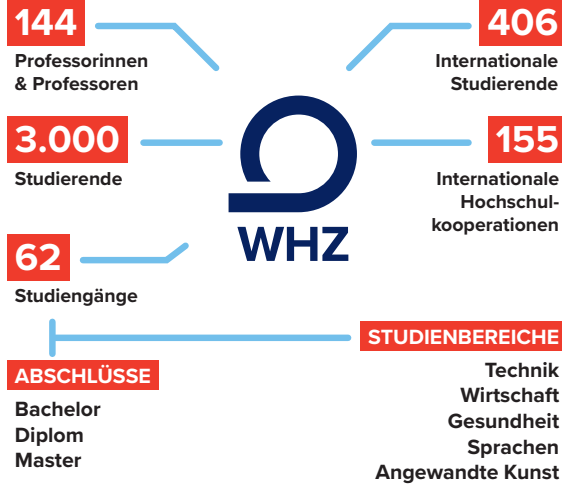 144
Professorinnen
& Professoren
406
Internationale
Studierende
3.000
Studierende
155
Internationale
Hochschul-
kooperationen
WHZ
62
Studiengänge
STUDIENBEREICHE
Technik
Wirtschaft
Gesundheit
Sprachen
Angewandte Kunst
ABSCHLÜSSE
Bachelor
Diplom
Master